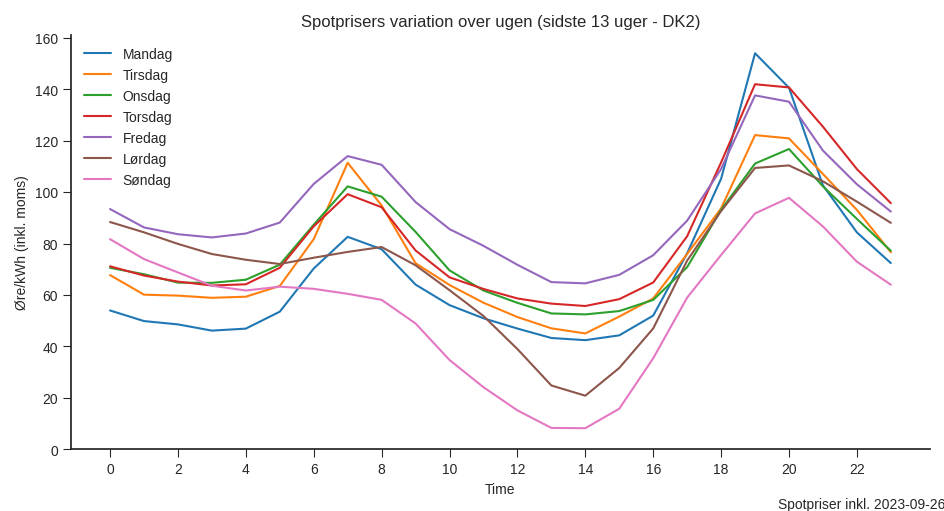 Spotprisers variation over ugen (sidste 13 uger - DK2)
Mandag
Tirsdag
Onsdag
Torsdag
Fredag
Lørdag
Søndag
Øre/kWh (inkl. moms)
160
140
120
100
80
60
40
20
0
0 2 4 6 8 10 12 14 16 18 20 22
Time
Spotpriser inkl. 2023-09-26